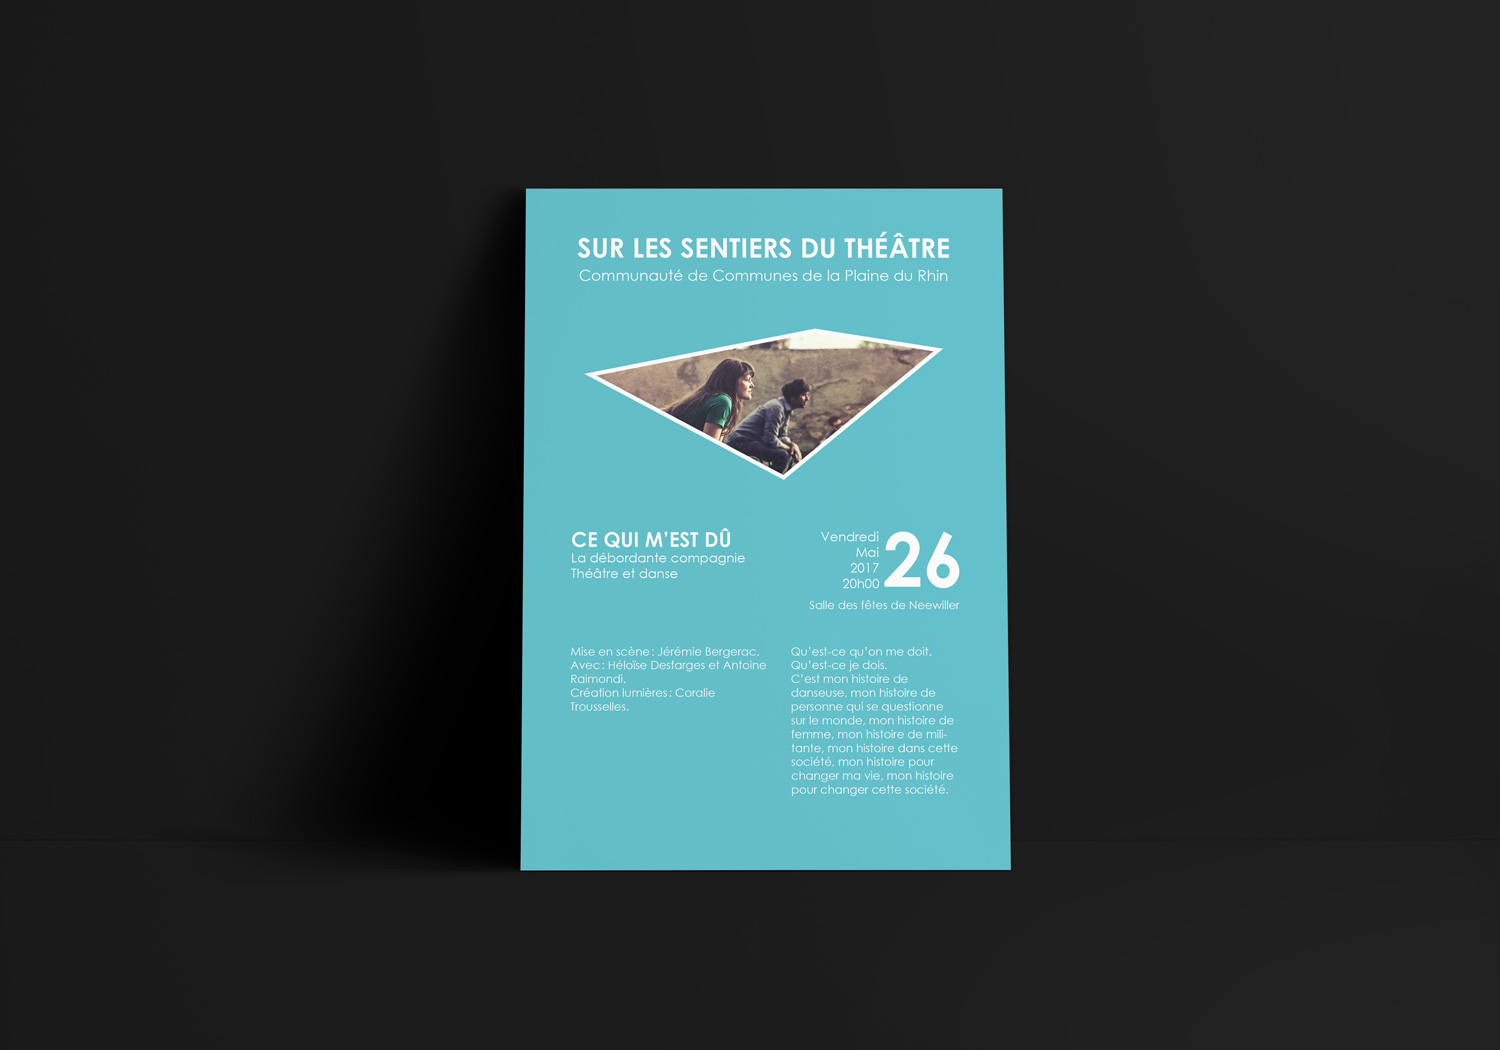 SUR LES SENTIERS DU THÉÂTRE
Communauté de Communes de la Plaine du Rhin
CE QUI M’EST DÛ
La débordante compagnie
Théâtre et danse
Vendredi
Mai
2017
20h00
26
Salle des fêtes de Neewiller
Mise en scène : Jérémie Bergerac.
Avec : Héloïse Desfarges et Antoine
Raimondi.
Création lumières : Coralie
Trousselles.
Qu’est-ce qu’on me doit.
Qu’est-ce je dois.
C’est mon histoire de
danseuse, mon histoire de
personne qui se questionne
sur le monde, mon histoire de
femme, mon histoire de mili-
tante, mon histoire dans cette
société, mon histoire pour
changer ma vie, mon histoire
pour changer cette société.